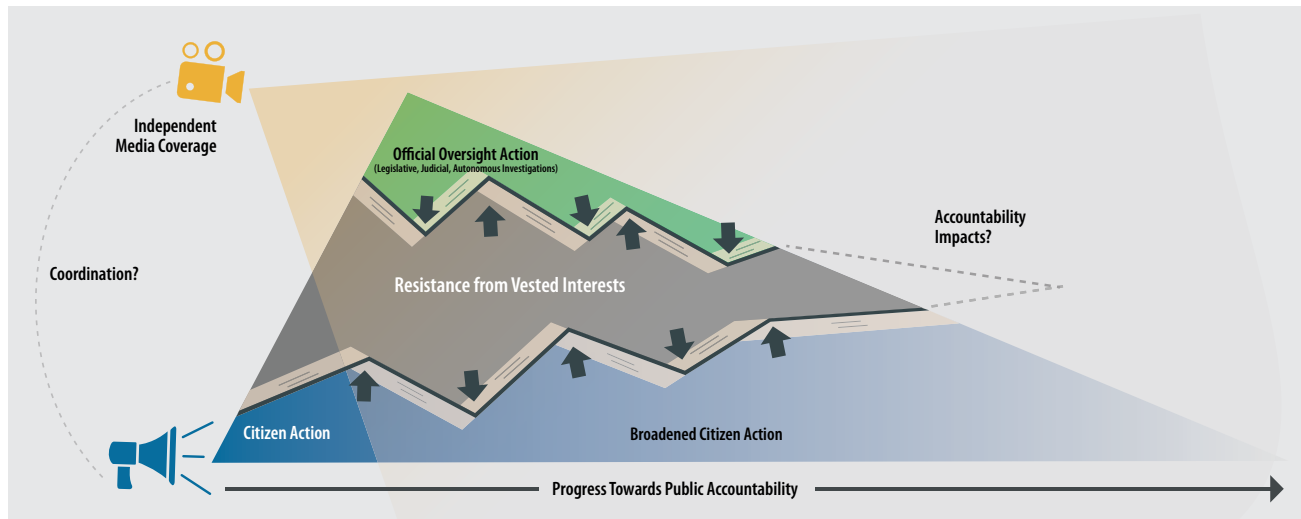 Independent
Media Coverage
Official Oversight Action
(Legislative, Judicial, Autonomous Investigations)
Accountability
Impacts?
Coordination?
Resistance from Vested Interests
Citizen Action
Broadened Citizen Action
Progress Towards Public Accountability